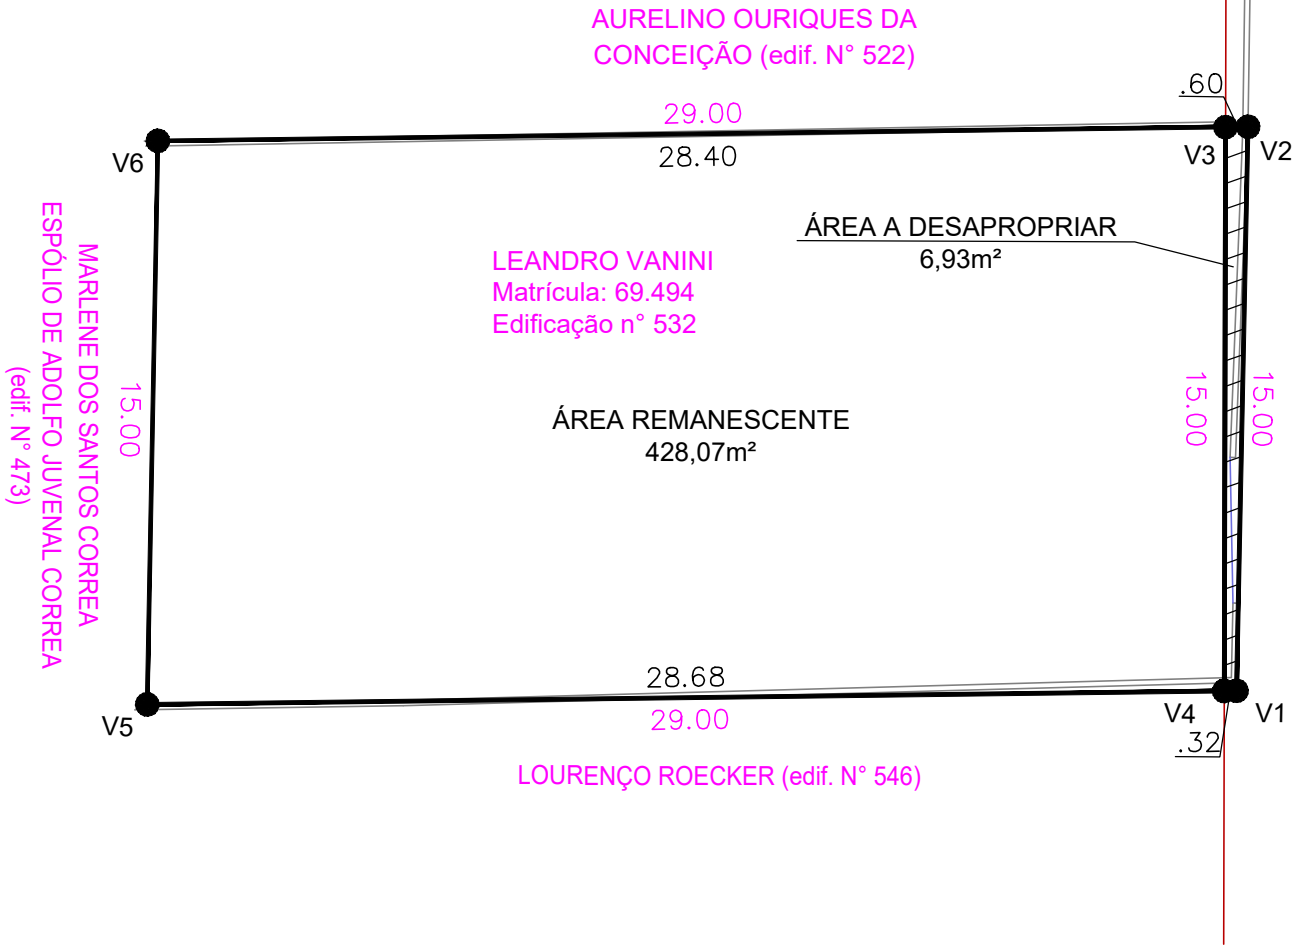 AURELINO OURIQUES DA
CONCEIÇÃO (edif. N° 522)
.60
29.00
28.40
V6
V3
V2
ÁREA A DESAPROPRIAR
6,93m²
LEANDRO VANINI
Matrícula: 69.494
Edificação n° 532
MARLENE DOS SANTOS CORREA
ESPÓLIO DE ADOLFO JUVENAL CORREA
(edif. N° 473)
15.00
15.00
15.00
ÁREA REMANESCENTE
428,07m²
28.68
29.00
V5
V4
V1
.32
LOURENÇO ROECKER (edif. N° 546)